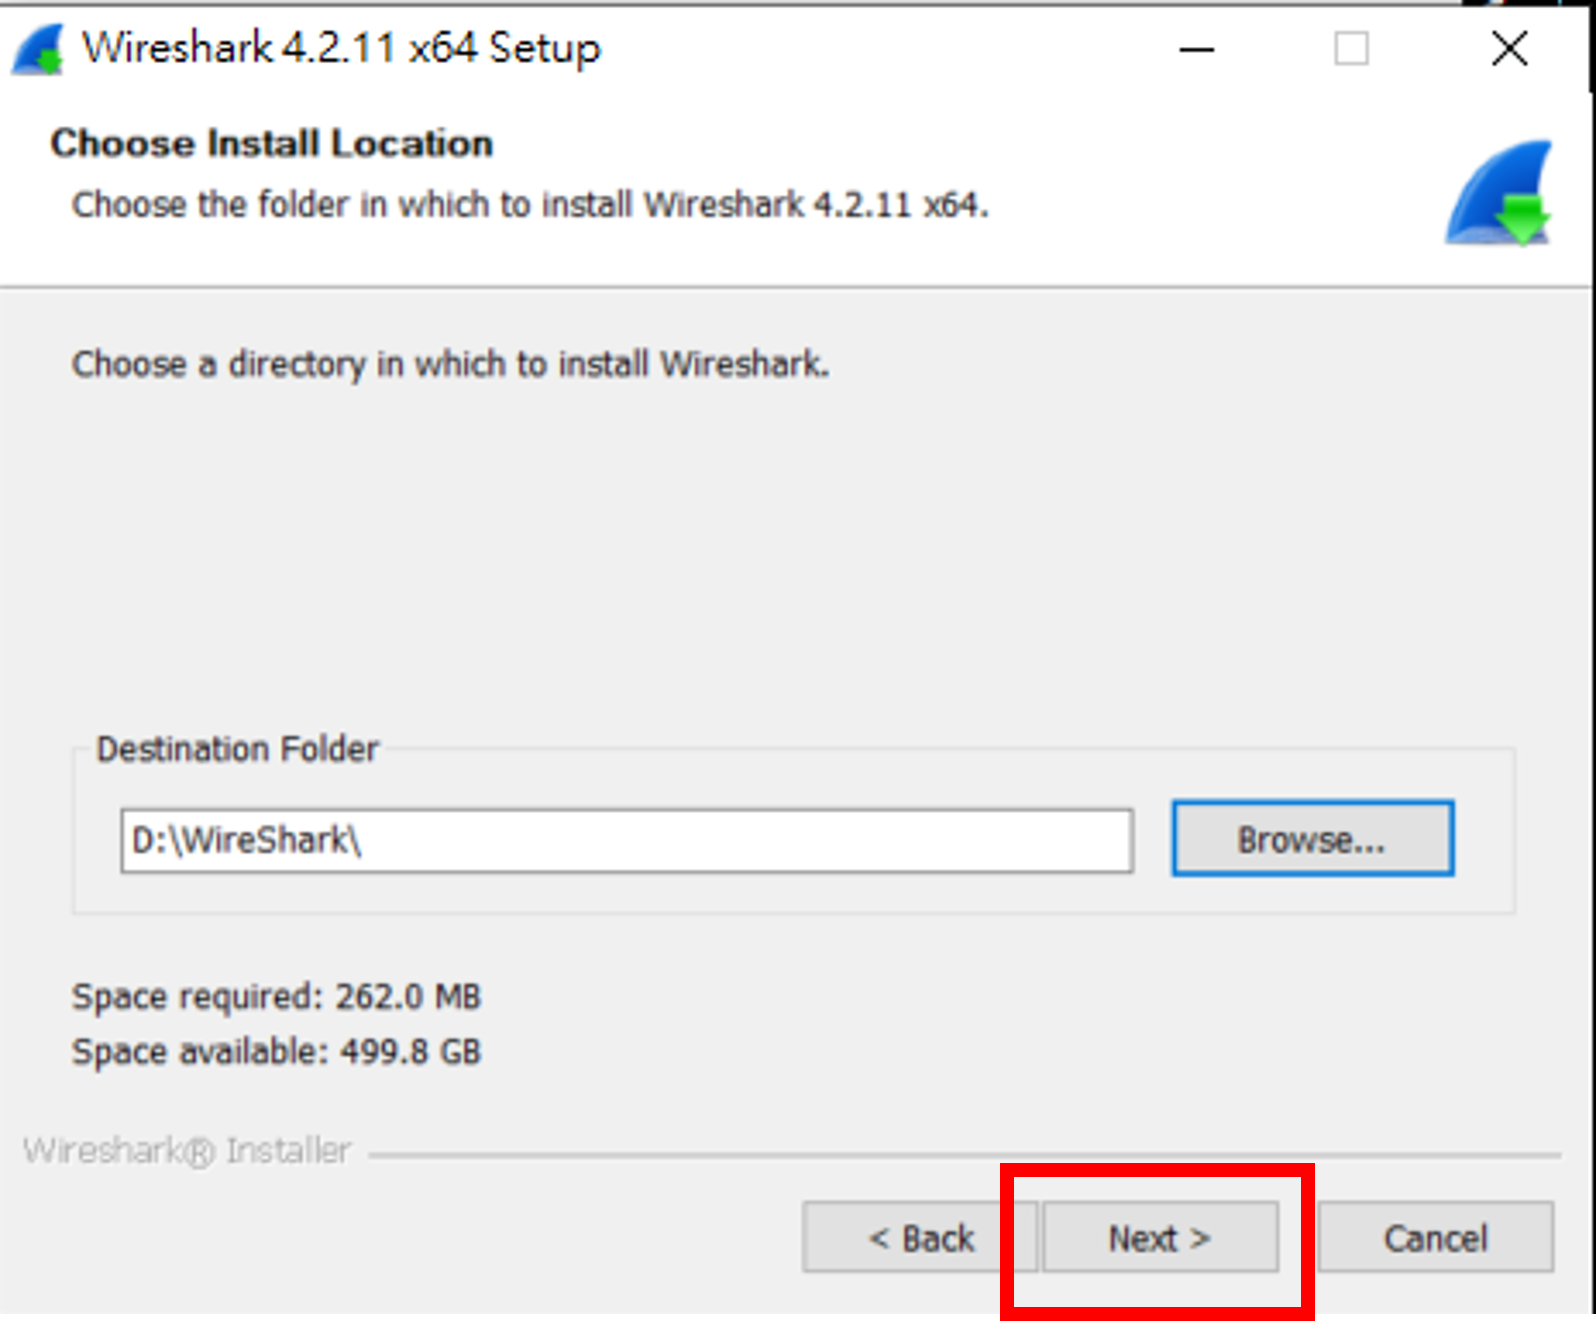 Wireshark 4.2.11 x64 Setup
Choose Install Location
Choose the folder in which to install Wireshark 4.2.11 x64.
Choose a directory in which to install Wireshark.
Destination Folder
D:\WireShark\
Browse...
Space required: 262.0 MB
Space available: 499.8 GB
Wireshark® Installer
< Back
Next >
Cancel